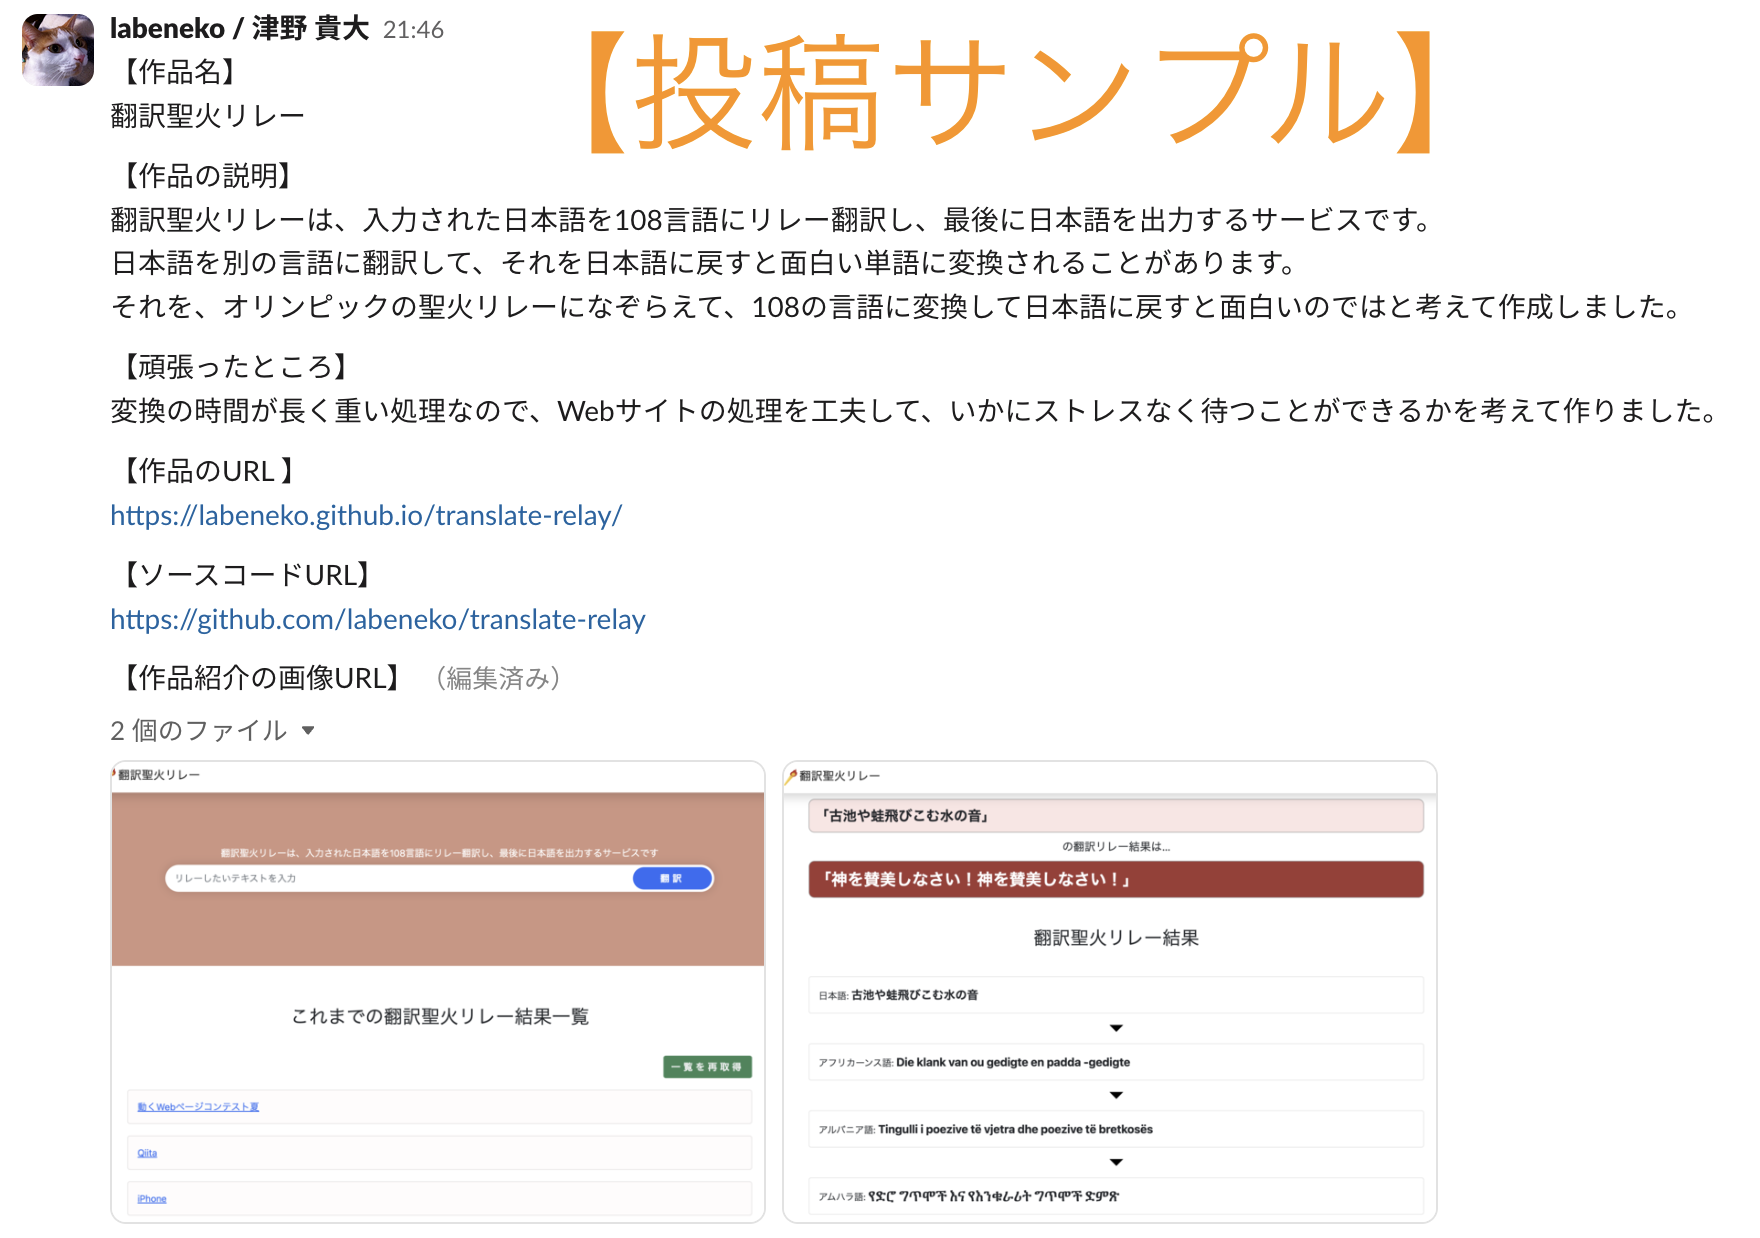 labeneko / 津野 貴大 21:46
【投稿サンプル】
【作品名】
翻訳聖火リレー
【作品の説明】
翻訳聖火リレーは、入力された日本語を108言語にリレー翻訳し、最後に日本語を出力するサービスです。
日本語を別の言語に翻訳して、それを日本語に戻すと面白い単語に変換されることがあります。
それを、オリンピックの聖火リレーになぞらえて、108の言語に変換して日本語に戻すと面白いのではと考えて作成しました。
【頑張ったところ】
変換の時間が長く重い処理なので、Webサイトの処理を工夫して、いかにストレスなく待つことができるかを考えて作りました。
【作品のURL 】
https://labeneko.github.io/translate-relay/
【ソースコードURL】
https://github.com/labeneko/translate-relay
【作品紹介の画像URL】 （編集済み）
2 個のファイル
翻訳聖火リレー
翻訳聖火リレーは、入力された日本語を108言語にリレー翻訳し、最後に日本語を出力するサービスです
リレーしたいテキストを入力
翻訳
これまでの翻訳聖火リレー結果一覧
一覧を再取得
動くWebページコンテスト夏
Qiita
iPhone
翻訳聖火リレー
「古池や蛙飛びこむ水の音」
の翻訳リレー結果は...
「神を賛美しなさい！神を賛美しなさい！」
翻訳聖火リレー結果
日本語: 古池や蛙飛びこむ水の音
アフリカーンス語: Die klank van ou gedigte en padda -gedigte
アルバニア語: Tingulli i poezive të vjetra dhe poezive të bretkosës
アムハラ語: የድሮ ግጥሞች እና የእንቁራሪት ግጥሞች ድምጽ